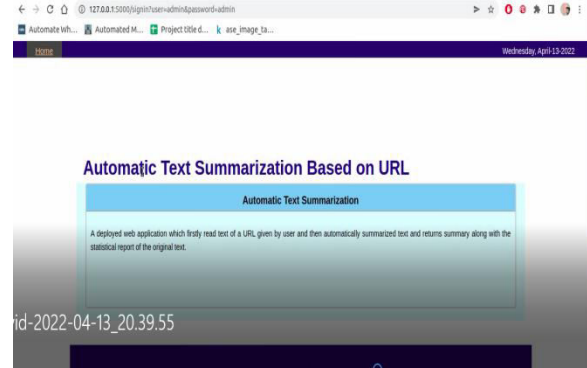 127.0.0.1:5000/signin?user=admin&password=admin
Automate Wh... Automated M... Project title d... k ase_image_ta...
Home Wednesday, April-13-2022
Automatic Text Summarization Based on URL
Automatic Text Summarization
A deployed web application which firstly read text of a URL given by user and then automatically summarized text and returns summary along with the
statistical report of the original text.
id-2022-04-13_20.39.55